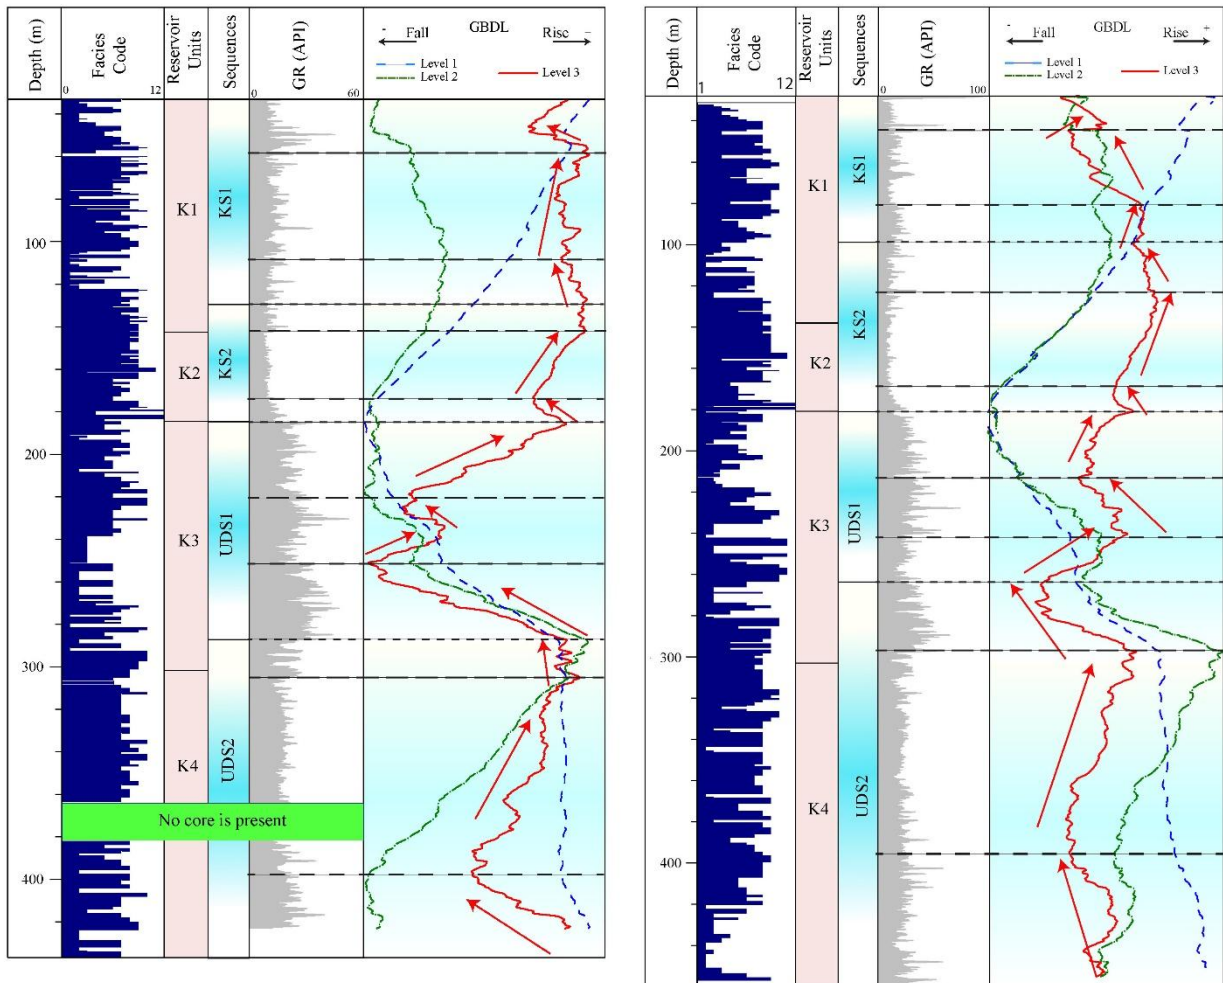 Depth (m)
Facies
Code
Reservoir
Units
Sequences
GR (API)
- GBDL -
Fall Rise
Level 1
Level 2
Level 3
0 12
0 60
100
200
300
400
K1
K2
K3
K4
KS1
KS2
UDS1
UDS2
No core is present
Depth (m)
Facies
Code
Reservoir
Units
Sequences
GR (API)
- GBDL +
Fall Rise
Level 1
Level 2
Level 3
1 12
0 100
100
200
300
400
K1
K2
K3
K4
KS1
KS2
UDS1
UDS2